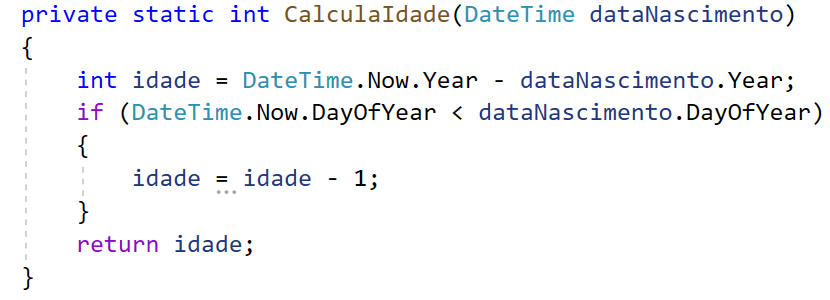 private static int CalculaIdade(DateTime dataNascimento)
{
    int idade = DateTime.Now.Year - dataNascimento.Year;
    if (DateTime.Now.DayOfYear < dataNascimento.DayOfYear)
    {
        idade = idade - 1;
    }
    return idade;
}